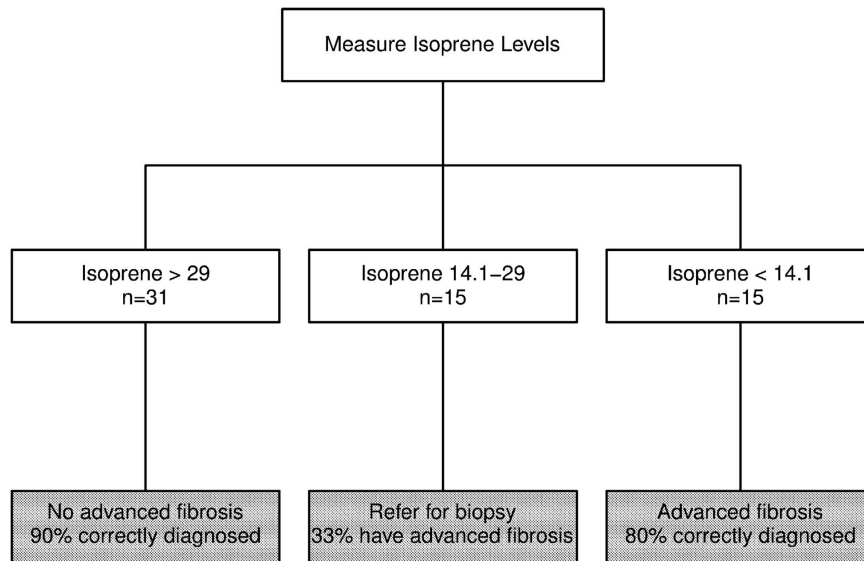 Measure Isoprene Levels
Isoprene > 29
n=31
Isoprene 14.1−29
n=15
Isoprene < 14.1
n=15
No advanced fibrosis
90% correctly diagnosed
Refer for biopsy
33% have advanced fibrosis
Advanced fibrosis
80% correctly diagnosed